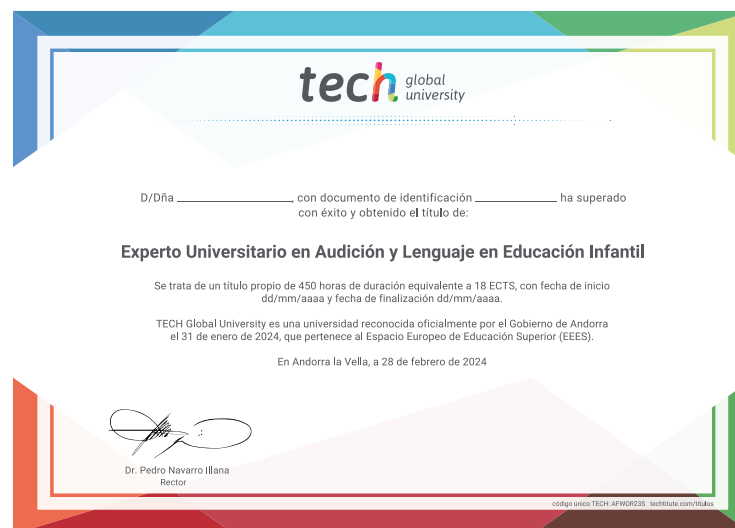 tech global
university
D/Dña ____________________, con documento de identificación ______________ ha superado
con éxito y obtenido el título de:
Experto Universitario en Audición y Lenguaje en Educación Infantil
Se trata de un título propio de 450 horas de duración equivalente a 18 ECTS, con fecha de inicio
dd/mm/aaaa y fecha de finalización dd/mm/aaaa.
TECH Global University es una universidad reconocida oficialmente por el Gobierno de Andorra
el 31 de enero de 2024, que pertenece al Espacio Europeo de Educación Superior (EEES).
En Andorra la Vella, a 28 de febrero de 2024
Dr. Pedro Navarro Illana
Rector
código único TECH: AFWOR23S techtitute.com/titulos